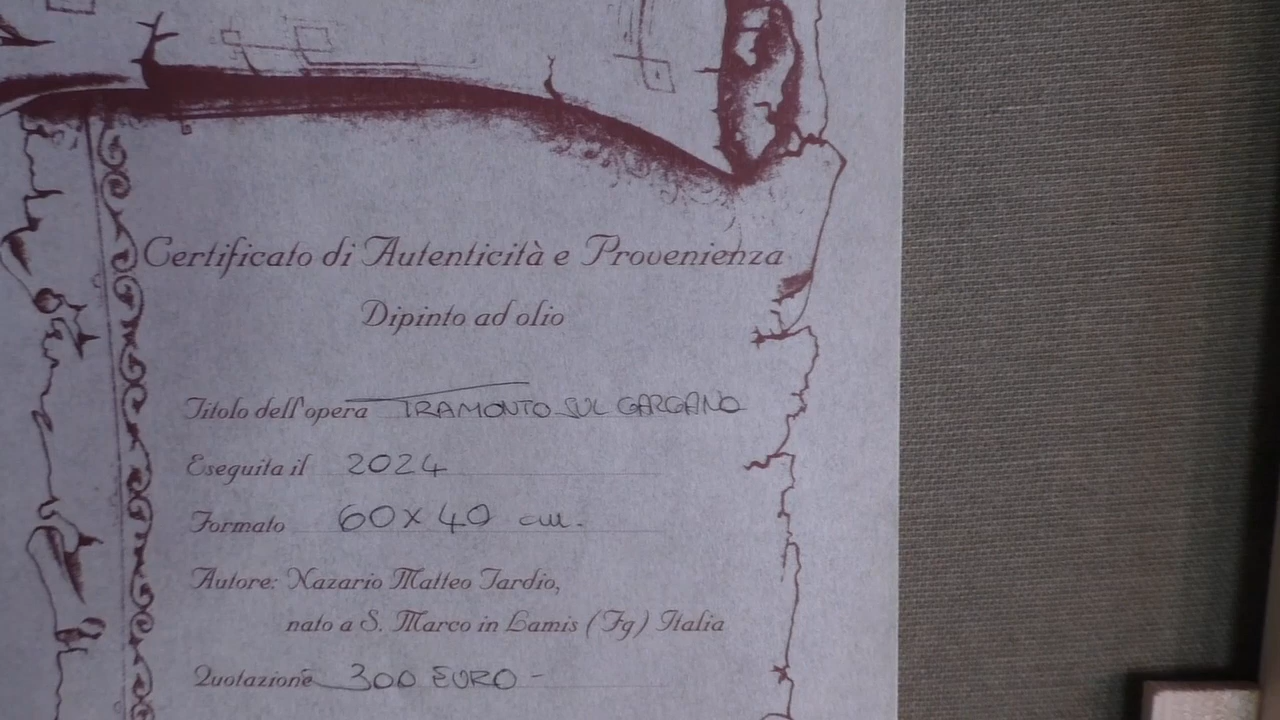 Certificato di Autenticità e Provenienza
Dipinto ad olio
Titolo dell'opera TRAMONTO SUL GARGANO
Eseguita il 2024
Formato 60 x 40 cm.
Autore: Nazario Matteo Tardio,
nato a S. Marco in Lamis (Fg) Italia
Quotazione 300 EURO -